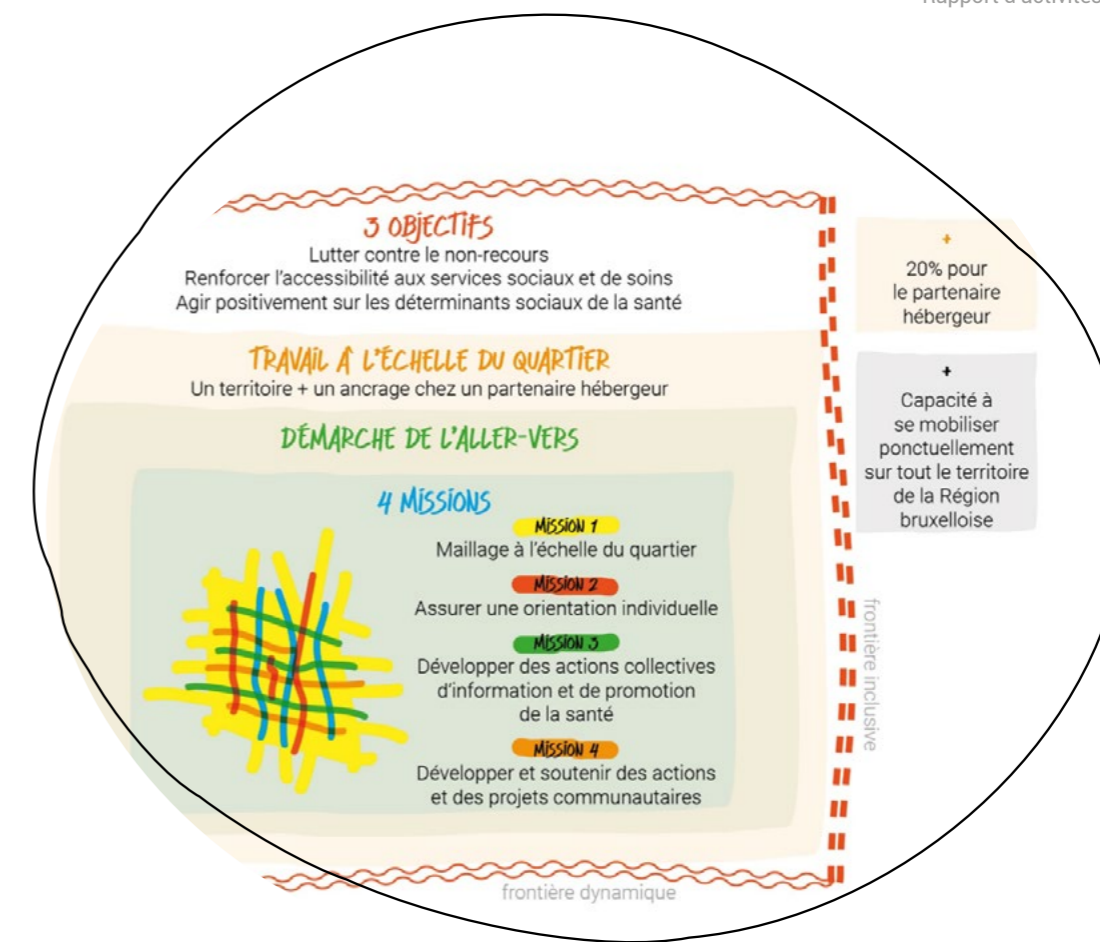 Rapport d'activités
3 OBJECTIFS
Lutter contre le non-recours
Renforcer l'accessibilité aux services sociaux et de soins
Agir positivement sur les déterminants sociaux de la santé
TRAVAIL À L'ÉCHELLE DU QUARTIER
Un territoire + un ancrage chez un partenaire hébergeur
DÉMARCHE DE L'ALLER-VERS
4 MISSIONS
MISSION 1
Maillage à l'échelle du quartier
MISSION 2
Assurer une orientation individuelle
MISSION 3
Développer des actions collectives
d'information et de promotion
de la santé
MISSION 4
Développer et soutenir des actions
et des projets communautaires
frontière dynamique
frontière inclusive
+
20% pour
le partenaire
hébergeur
+
Capacité à
se mobiliser
ponctuellement
sur tout le territoire
de la Région
bruxelloise